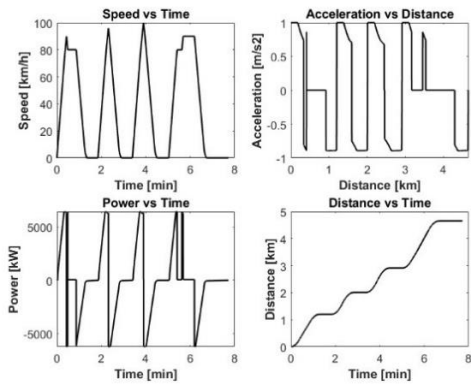 Speed vs Time
100
80
60
40
20
0
Speed [km/h]
0 2 4 6 8
Time [min]
Acceleration vs Distance
1
0.5
0
-0.5
-1
Acceleration [m/s2]
0 1 2 3 4
Distance [km]
Power vs Time
5000
0
-5000
Power [kW]
0 2 4 6 8
Time [min]
Distance vs Time
5
4
3
2
1
0
Distance [km]
0 2 4 6 8
Time [min]